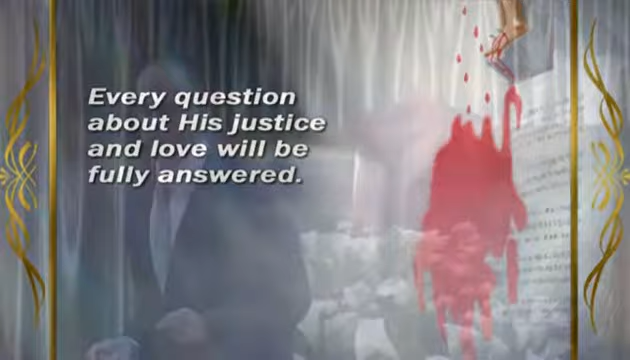 Every question
about His justice
and love will be
fully answered.